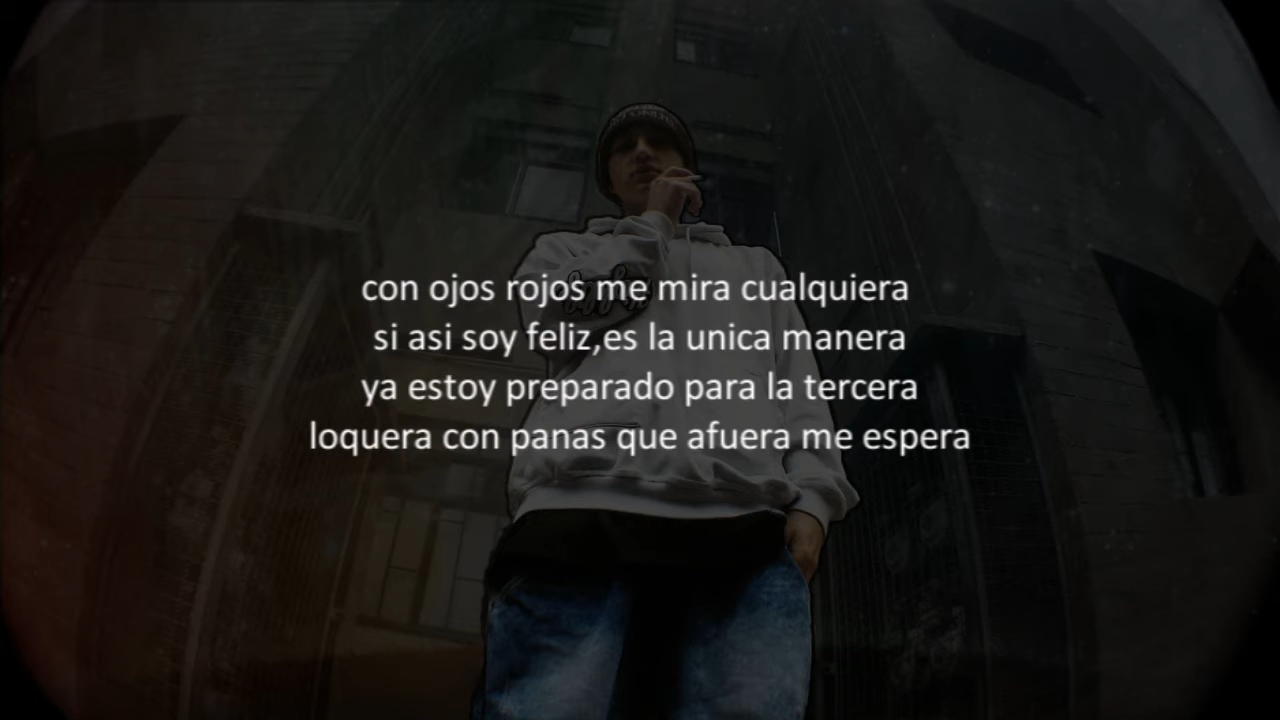 con ojos rojos me mira cualquiera
si asi soy feliz,es la unica manera
ya estoy preparado para la tercera
loquera con panas que afuera me espera